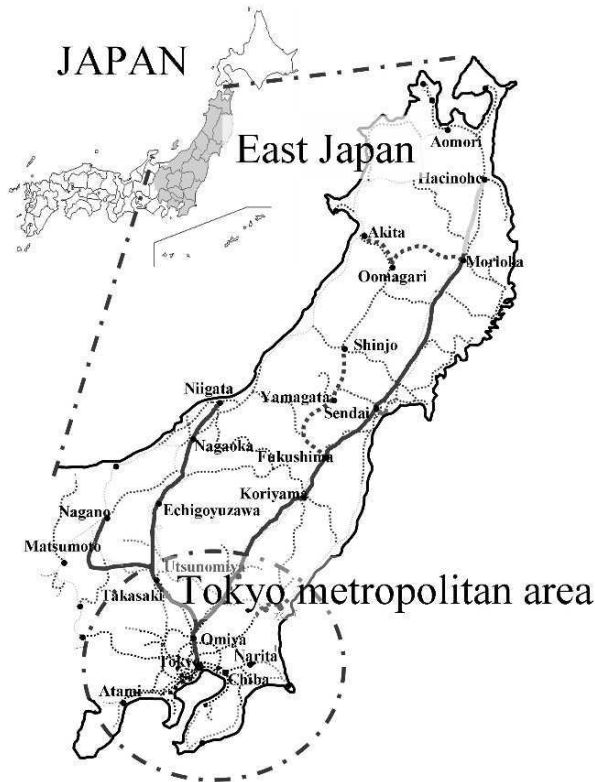 JAPAN
East Japan
Aomori
Hacinohe
Akita
Morioka
Oomagari
Shinjo
Niigata
Yamagata
Sendai
Nagaoka
Fukushima
Koriyama
Nagano
Echigoyuzawa
Matsumoto
Utsunomiya
Tokyo metropolitan area
Takasaki
Omiya
Tokyo
Narita
Chiba
Atami